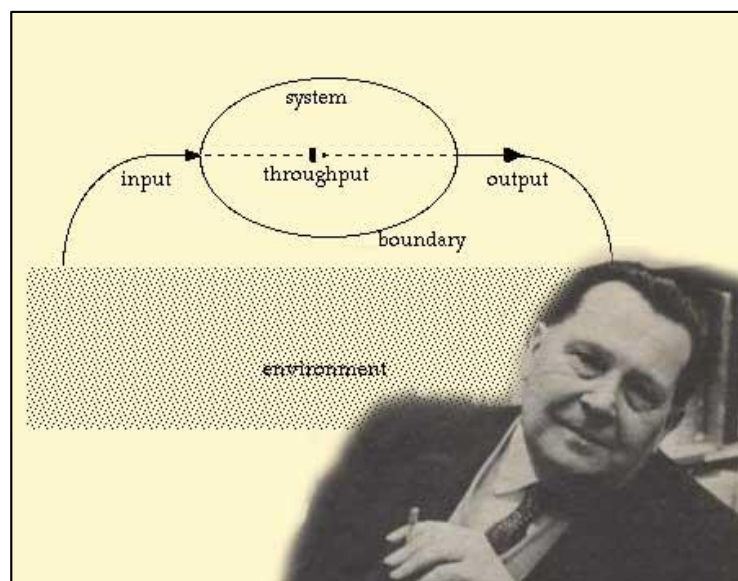 system
input
throughput
output
boundary
environment